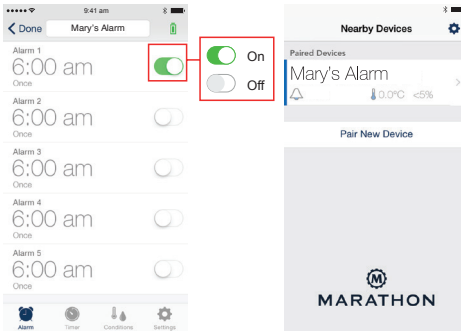 9:41 am
Done
Mary's Alarm
Alarm 1
6:00 am
Once
Alarm 2
6:00 am
Once
Alarm 3
6:00 am
Once
Alarm 4
6:00 am
Once
Alarm 5
6:00 am
Once
Alarm
Timer
Conditions
Settings
On
Off
Nearby Devices
Paired Devices
Mary's Alarm
0.0°C <5%
Pair New Device
M
MARATHON